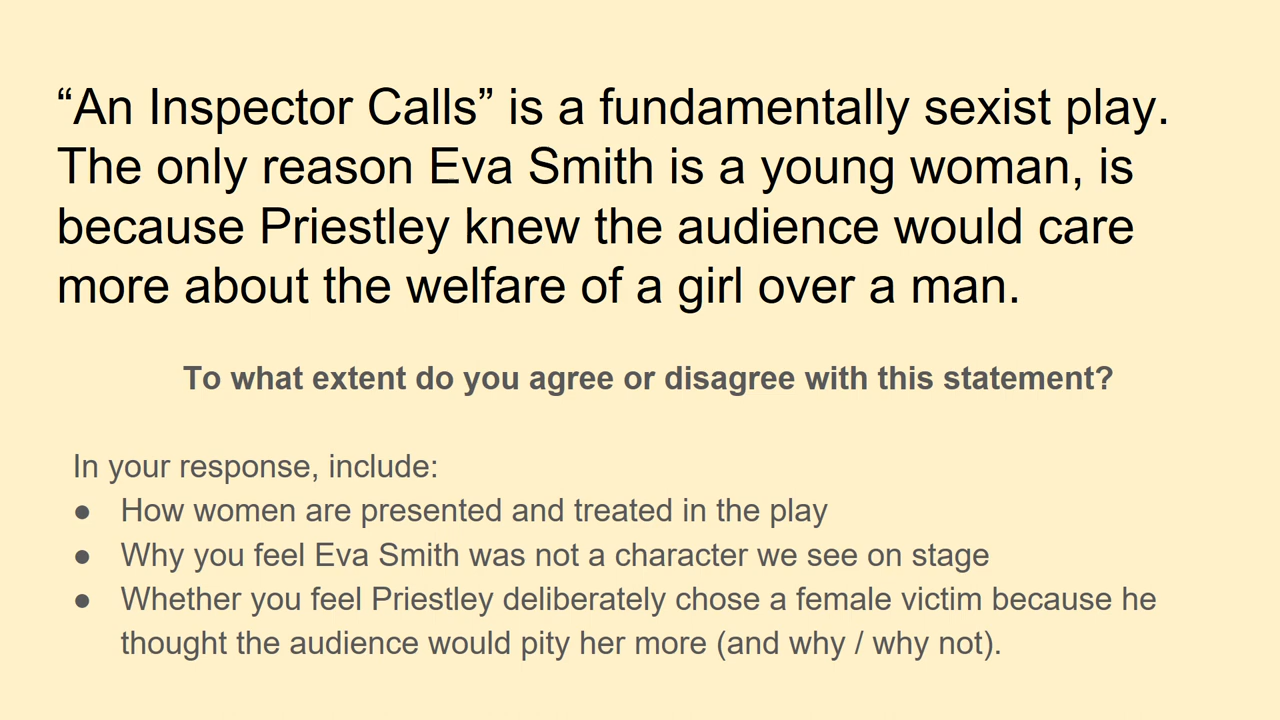 “An Inspector Calls” is a fundamentally sexist play.
The only reason Eva Smith is a young woman, is
because Priestley knew the audience would care
more about the welfare of a girl over a man.
To what extent do you agree or disagree with this statement?
In your response, include:
● How women are presented and treated in the play
● Why you feel Eva Smith was not a character we see on stage
● Whether you feel Priestley deliberately chose a female victim because he
thought the audience would pity her more (and why / why not).